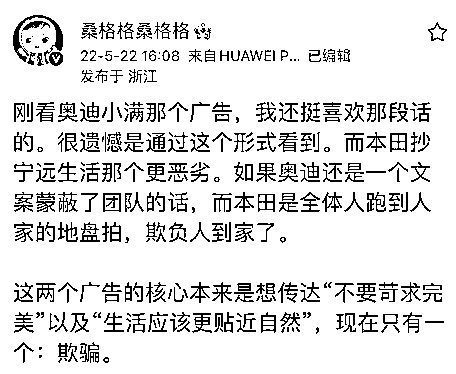 桑格格桑格格
22-5-22 16:08 来自HUAWEI P... 已编辑
发布于 浙江
刚看奥迪小满那个广告，我还挺喜欢那段话
的。很遗憾是通过这个形式看到。而本田抄
宁远生活那个更恶劣。如果奥迪还是一个文
案蒙蔽了团队的话，而本田是全体人跑到人
家的地盘拍，欺负人到家了。
这两个广告的核心本来是想传达“不要苛求完
美”以及“生活应该更贴近自然”，现在只有一
个：欺骗。